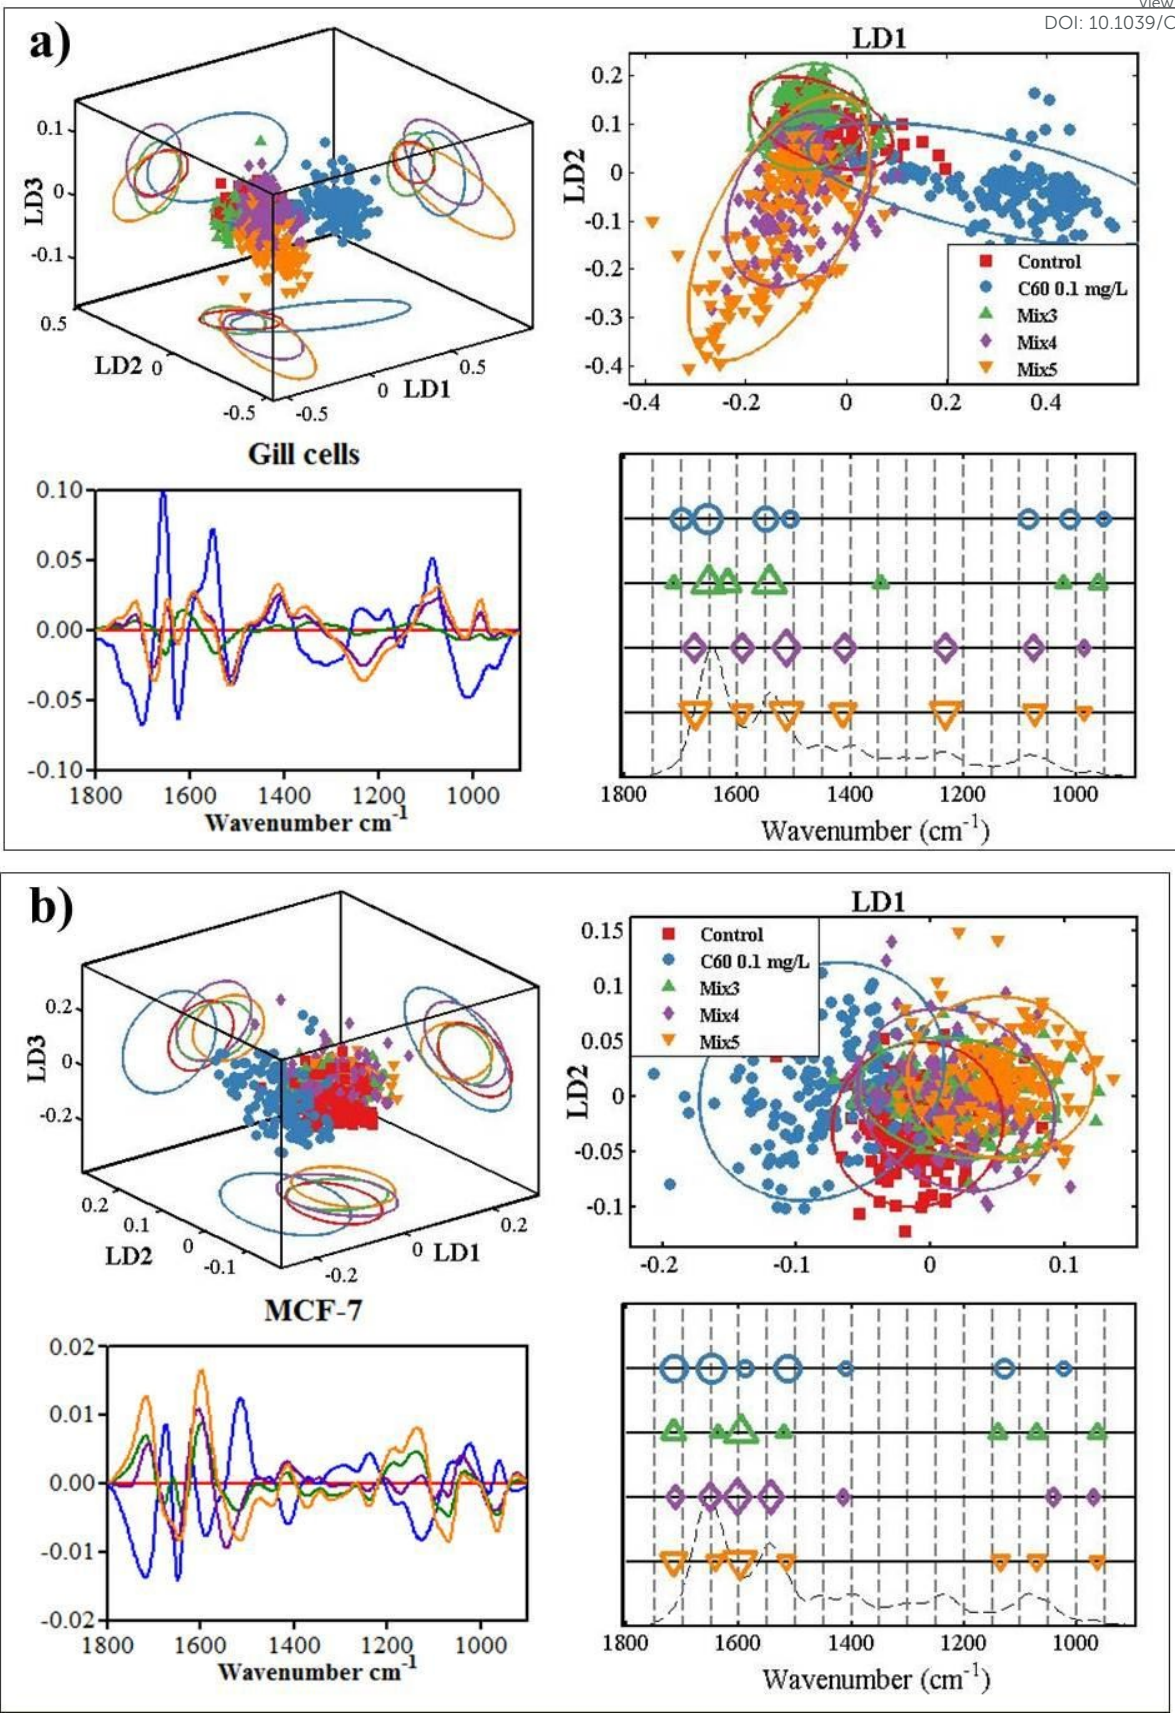 View
DOI: 10.1039/C
a)
LD3
0.1
0
-0.1
0.5
LD2
0
-0.5
-0.5
0
LD1
0.5
LD1
LD2
0.2
0.1
0
-0.1
-0.2
-0.3
-0.4
Control
C60 0.1 mg/L
Mix3
Mix4
Mix5
-0.4 -0.2 0 0.2 0.4
Gill cells
0.10
0.05
0.00
-0.05
-0.10
1800 1600 1400 1200 1000
Wavenumber cm-1
1800 1600 1400 1200 1000
Wavenumber (cm-1)
b)
LD3
0.2
0
-0.2
0.2
0.1
LD2
0
-0.1
-0.2
0
LD1
0.2
LD1
LD2
0.15
0.1
0.05
0
-0.05
-0.1
Control
C60 0.1 mg/L
Mix3
Mix4
Mix5
-0.2 -0.1 0 0.1
MCF-7
0.02
0.01
0.00
-0.01
-0.02
1800 1600 1400 1200 1000
Wavenumber cm-1
1800 1600 1400 1200 1000
Wavenumber (cm-1)